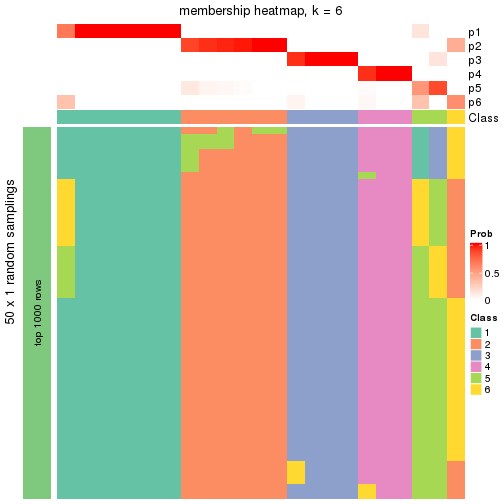 membership heatmap, k = 6
p1
p2
p3
p4
p5
p6
Class
50 x 1 random samplings
top 1000 rows
Prob
1
0.5
0
Class
1
2
3
4
5
6